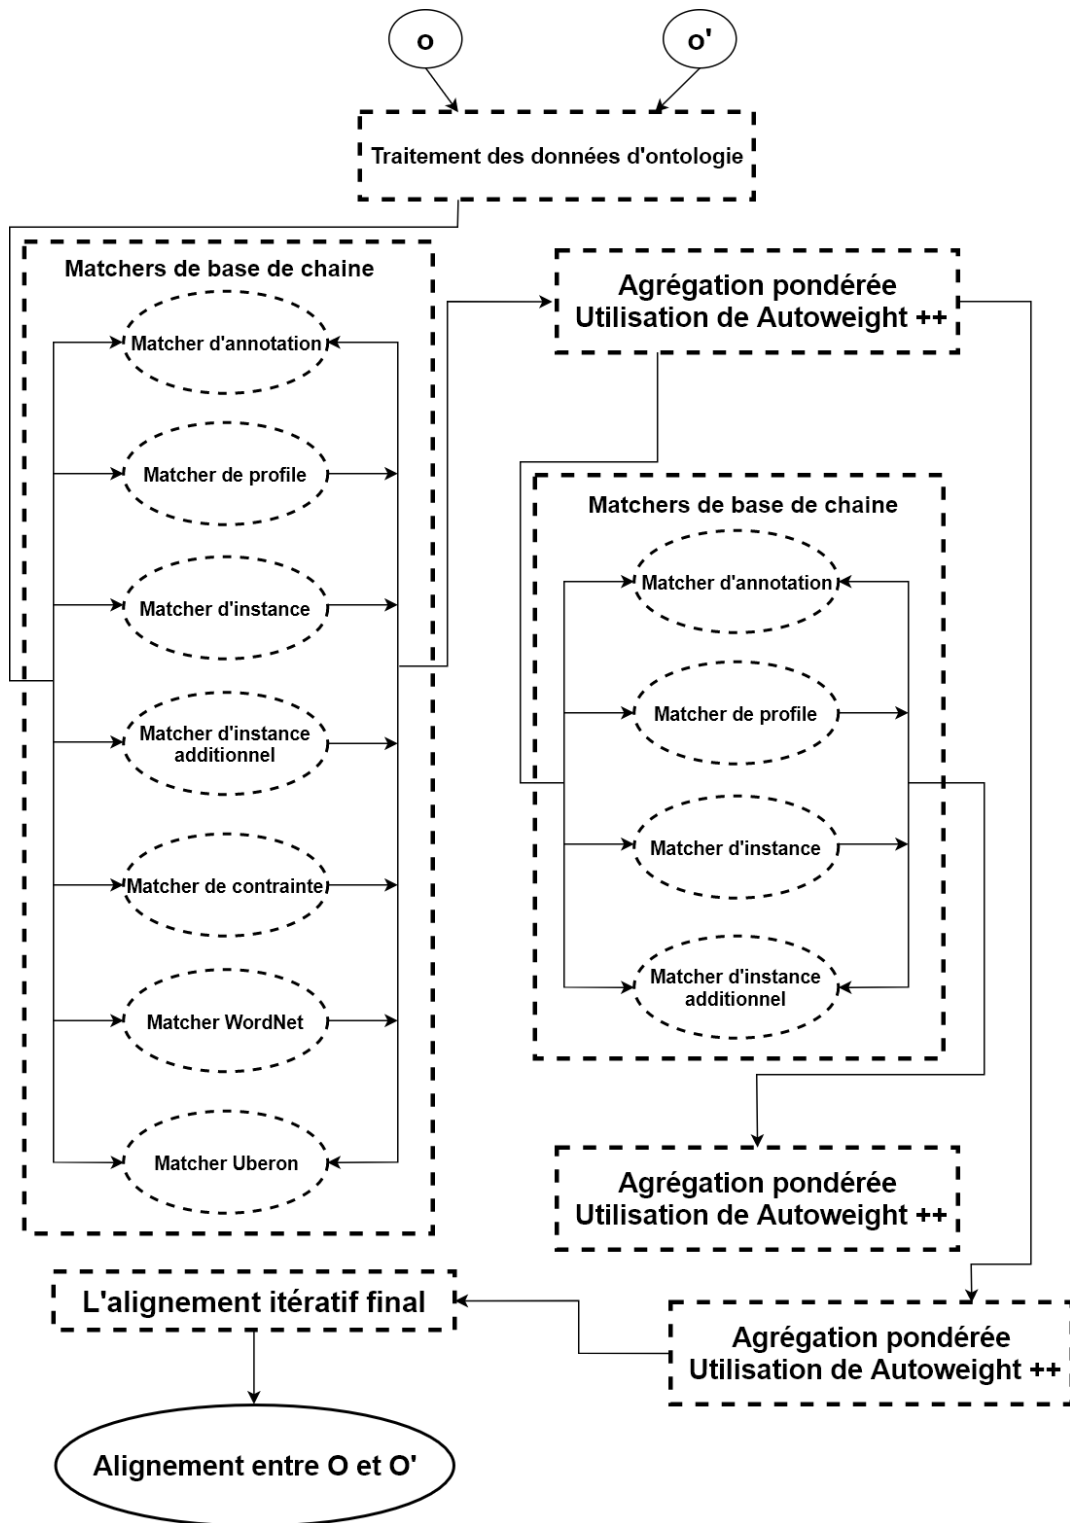 o
o'
Traitement des données d'ontologie
Matchers de base de chaine
Matcher d'annotation
Matcher de profile
Matcher d'instance
Matcher d'instance
additionnel
Matcher de contrainte
Matcher WordNet
Matcher Uberon
Agrégation pondérée
Utilisation de Autoweight ++
Matchers de base de chaine
Matcher d'annotation
Matcher de profile
Matcher d'instance
Matcher d'instance
additionnel
Agrégation pondérée
Utilisation de Autoweight ++
Agrégation pondérée
Utilisation de Autoweight ++
L'alignement itératif final
Alignement entre O et O'